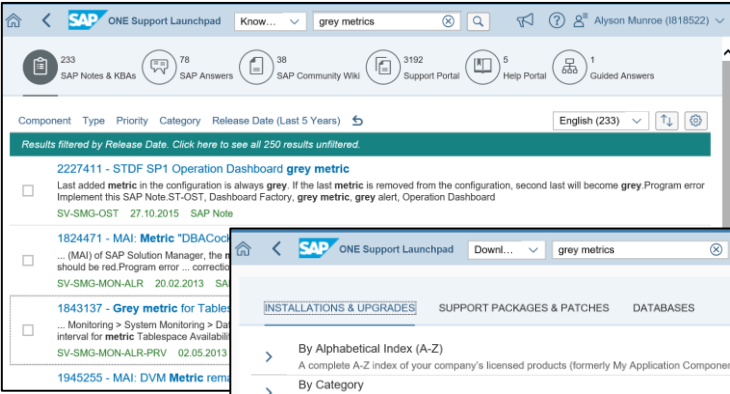 SAP ONE Support Launchpad Know... grey metrics Alyson Munroe (I818522)
233 78 38 3192 5 1
SAP Notes & KBAs SAP Answers SAP Community Wiki Support Portal Help Portal Guided Answers
Component Type Priority Category Release Date (Last 5 Years) English (233)
Results filtered by Release Date. Click here to see all 250 results unfiltered.
2227411 - STDF SP1 Operation Dashboard grey metric
Last added metric in the configuration is always grey. If the last metric is removed from the configuration, second last will become grey.Program error
Implement this SAP Note.ST-OST, Dashboard Factory, grey metric, grey alert, Operation Dashboard
SV-SMG-OST 27.10.2015 SAP Note
1824471 - MAI: Metric "DBACock
... (MAI) of SAP Solution Manager, the m
should be red.Program error ... correctio
SV-SMG-MON-ALR 20.02.2013 SA
1843137 - Grey metric for Tables
... Monitoring > System Monitoring > Dat
interval for metric Tablespace Availabilit
SV-SMG-MON-ALR-PRV 02.05.2013
1945255 - MAI: DVM Metric rema
SAP ONE Support Launchpad Downl... grey metrics
INSTALLATIONS & UPGRADES SUPPORT PACKAGES & PATCHES DATABASES
By Alphabetical Index (A-Z)
A complete A-Z index of your company's licensed products (formerly My Application Componen
By Category